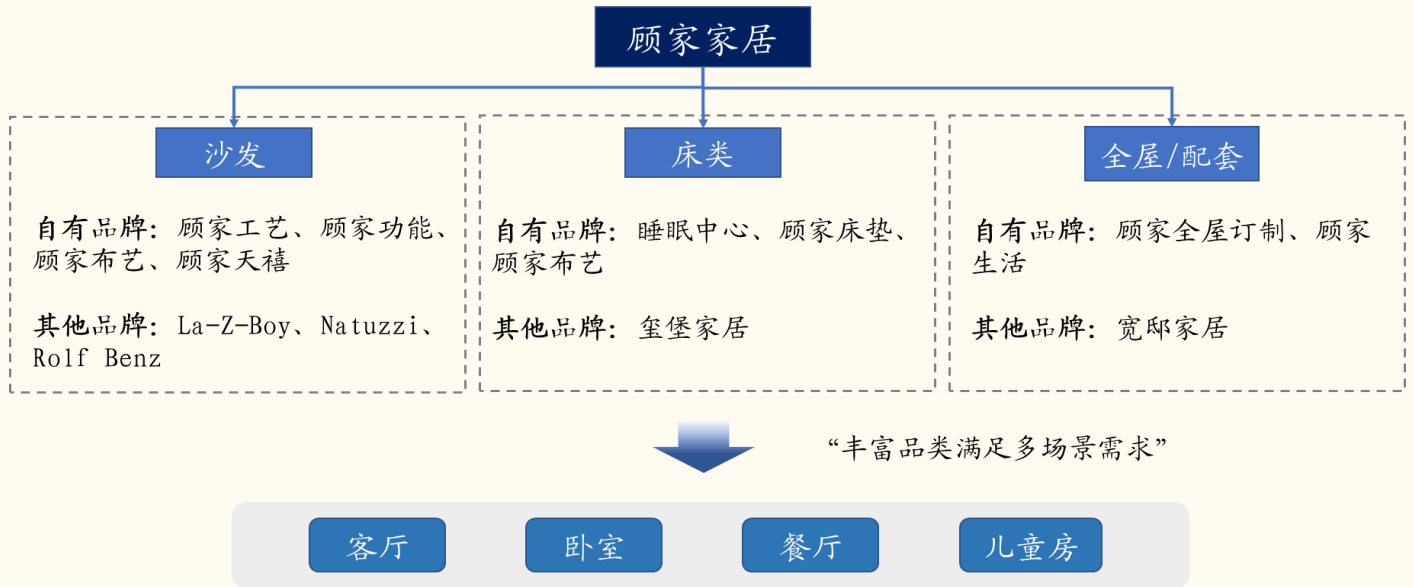 顾家家居
沙发
自有品牌：顾家工艺、顾家功能、
顾家布艺、顾家天禧
其他品牌：La-Z-Boy、Natuzzi、
Rolf Benz
床类
自有品牌：睡眠中心、顾家床垫、
顾家布艺
其他品牌：玺堡家居
全屋/配套
自有品牌：顾家全屋订制、顾家
生活
其他品牌：宽邸家居
“丰富品类满足多场景需求”
客厅
卧室
餐厅
儿童房